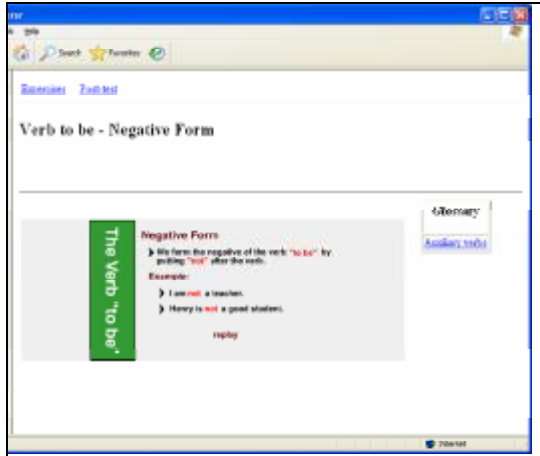 Help
Search Favorites
Exercises Post-test
Verb to be - Negative Form
Glossary
Auxiliary verbs
The Verb "to be"
Negative Form
We form the negative of the verb "to be" by
putting "not" after the verb.
Example:
I am not a teacher.
Henry is not a good student.
replay
Internet